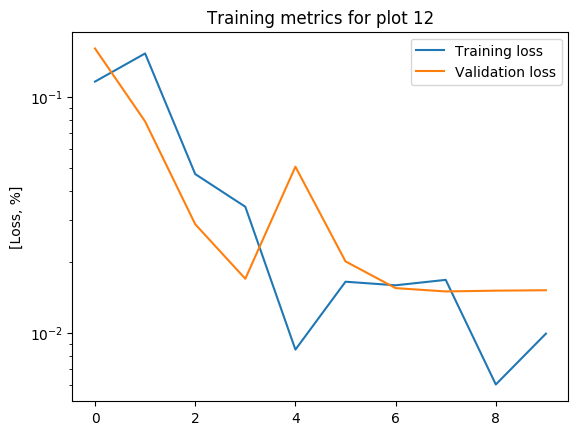 Training metrics for plot 12
Training loss
Validation loss
[Loss, %]
10⁻¹
10⁻²
0 2 4 6 8